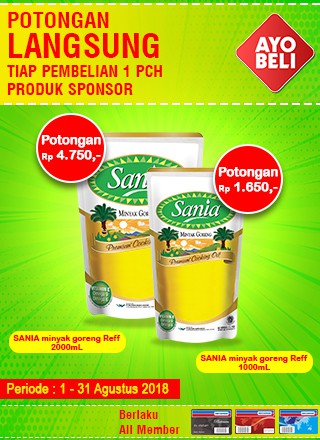 POTONGAN
LANGSUNG
TIAP PEMBELIAN 1 PCH
PRODUK SPONSOR
AYO
BELI
Potongan
Rp 4.750,-
Potongan
Rp 1.650,-
Sania
MINYAK GORENG
Premium Cooking Oil
Sania
MINYAK GORENG
Premium Cooking Oil
SANIA minyak goreng Reff
2000mL
SANIA minyak goreng Reff
1000mL
Periode : 1 - 31 Agustus 2018
Berlaku
All Member